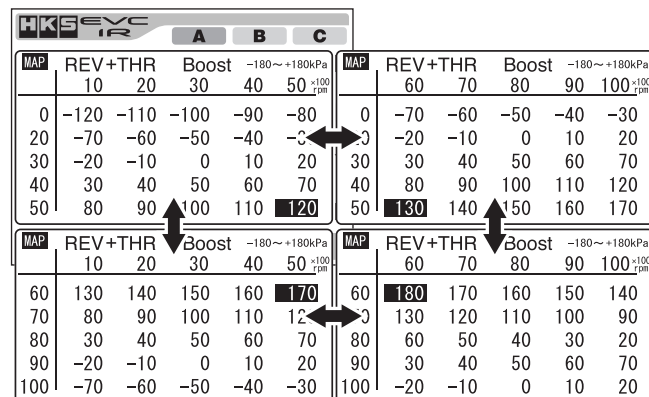 HKS EVC
IR
A B C
MAP REV+THR Boost -180~+180kPa
10 20 30 40 50 ×100rpm
0 -120 -110 -100 -90 -80
20 -70 -60 -50 -40
30 -20 -10 0 10 20
40 30 40 50 60 70
50 80 90 100 110 120
MAP REV+THR Boost -180~+180kPa
60 70 80 90 100 ×100rpm
0 -70 -60 -50 -40 -30
-20 -10 0 10 20
30 30 40 50 60 70
40 80 90 100 110 120
50 130 140 150 160 170
MAP REV+THR Boost -180~+180kPa
10 20 30 40 50 ×100rpm
60 130 140 150 160 170
70 80 90 100 110
80 30 40 50 60 70
90 -20 -10 0 10 20
100 -70 -60 -50 -40 -30
MAP REV+THR Boost -180~+180kPa
60 70 80 90 100 ×100rpm
60 180 170 160 150 140
130 120 110 100 90
80 60 50 40 30 20
90 30 40 50 60 70
100 -20 -10 0 10 20